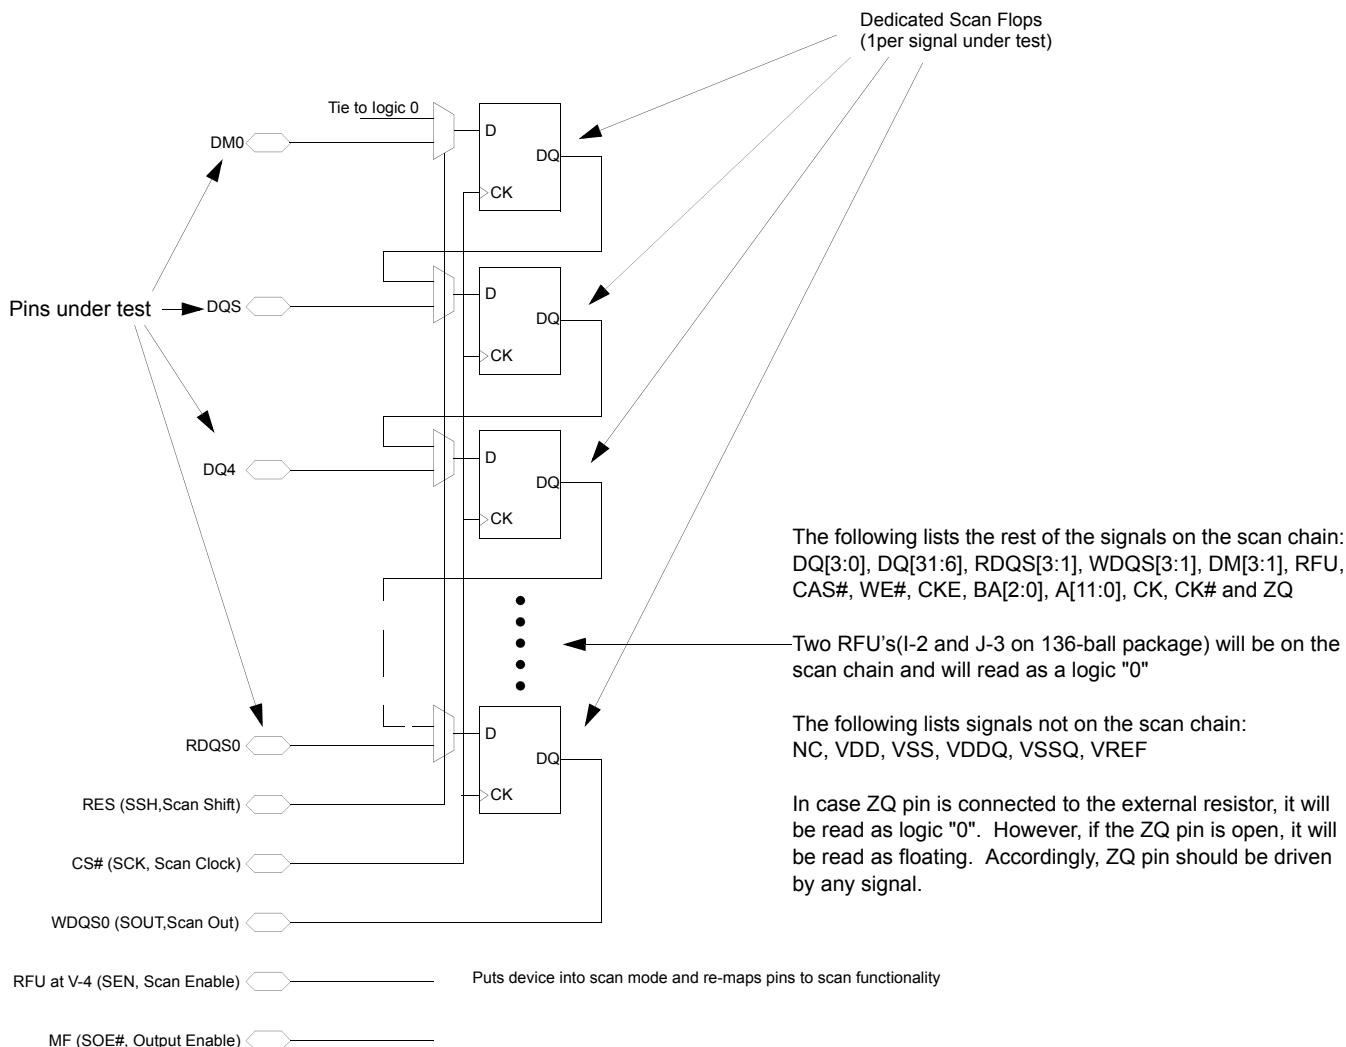 Dedicated Scan Flops
(1per signal under test)
Tie to logic 0
DM0
D
DQ
CK
Pins under test
DQS
D
DQ
CK
DQ4
D
DQ
CK
The following lists the rest of the signals on the scan chain:
DQ[3:0], DQ[31:6], RDQS[3:1], WDQS[3:1], DM[3:1], RFU,
CAS#, WE#, CKE, BA[2:0], A[11:0], CK, CK# and ZQ
Two RFU's(I-2 and J-3 on 136-ball package) will be on the
scan chain and will read as a logic "0"
The following lists signals not on the scan chain:
NC, VDD, VSS, VDDQ, VSSQ, VREF
In case ZQ pin is connected to the external resistor, it will
be read as logic "0".  However, if the ZQ pin is open, it will
be read as floating.  Accordingly, ZQ pin should be driven
by any signal.
RDQS0
D
DQ
CK
RES (SSH,Scan Shift)
CS# (SCK, Scan Clock)
WDQS0 (SOUT,Scan Out)
RFU at V-4 (SEN, Scan Enable)
Puts device into scan mode and re-maps pins to scan functionality
MF (SOE#, Output Enable)